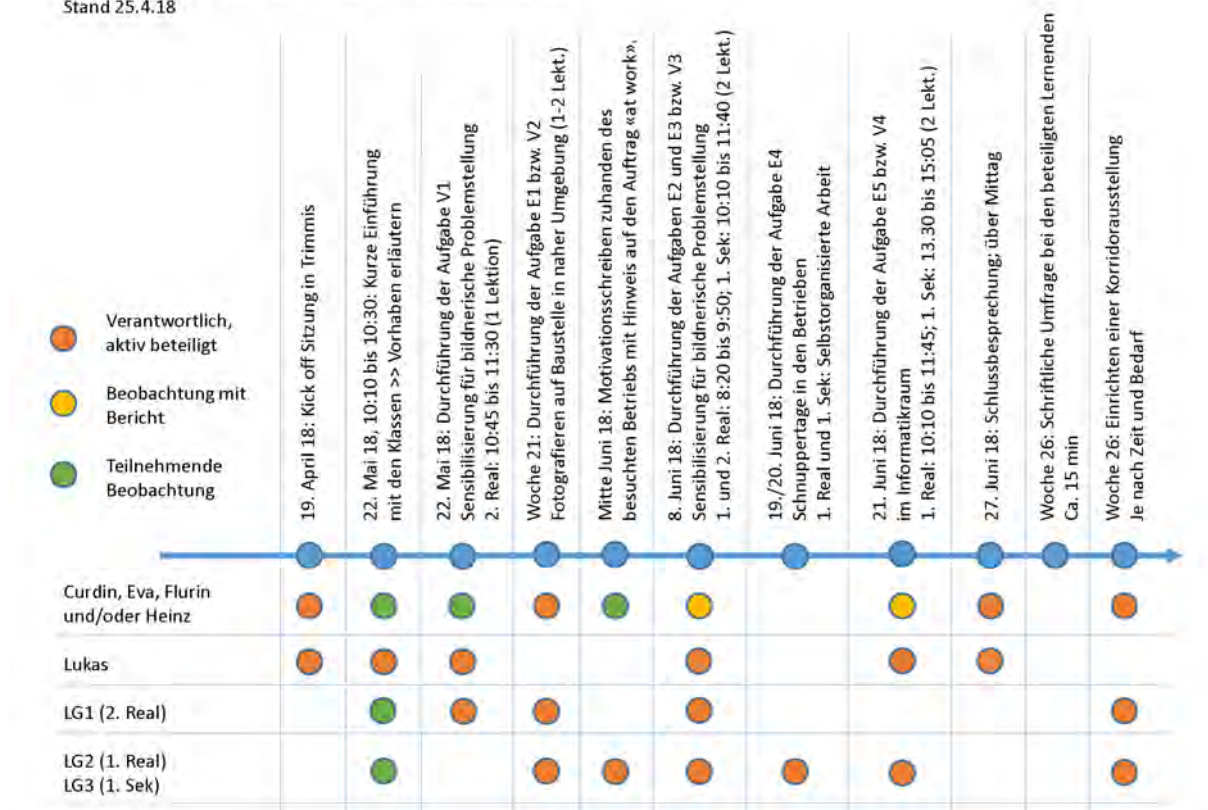 Stand 25.4.18
19. April 18: Kick off Sitzung in Trimmis
22. Mai 18, 10:10 bis 10:30: Kurze Einführung
mit den Klassen >> Vorhaben erläutern
22. Mai 18: Durchführung der Aufgabe V1
Sensibilisierung für bildnerische Problemstellung
2. Real: 10:45 bis 11:30 (1 Lektion)
Woche 21: Durchführung der Aufgabe E1 bzw. V2
Fotografieren auf Baustelle in naher Umgebung (1-2 Lekt.)
Mitte Juni 18: Motivationsschreiben zuhanden des
besuchten Betriebs mit Hinweis auf den Auftrag «at work».
8. Juni 18: Durchführung der Aufgaben E2 und E3 bzw. V3
Sensibilisierung für bildnerische Problemstellung
1. und 2. Real: 8:20 bis 9:50; 1. Sek: 10:10 bis 11:40 (2 Lekt.)
19./20. Juni 18: Durchführung der Aufgabe E4
Schnuppertage in den Betrieben
1. Real und 1. Sek: Selbstorganisierte Arbeit
21. Juni 18: Durchführung der Aufgabe E5 bzw. V4
im Informatikraum
1. Real: 10:10 bis 11:45; 1. Sek: 13.30 bis 15:05 (2 Lekt.)
27. Juni 18: Schlussbesprechung; über Mittag
Woche 26: Schriftliche Umfrage bei den beteiligten Lernenden
Ca. 15 min
Woche 26: Einrichten einer Korridorausstellung
Je nach Zeit und Bedarf
Verantwortlich,
aktiv beteiligt
Beobachtung mit
Bericht
Teilnehmende
Beobachtung
Curdin, Eva, Flurin
und/oder Heinz
Lukas
LG1 (2. Real)
LG2 (1. Real)
LG3 (1. Sek)